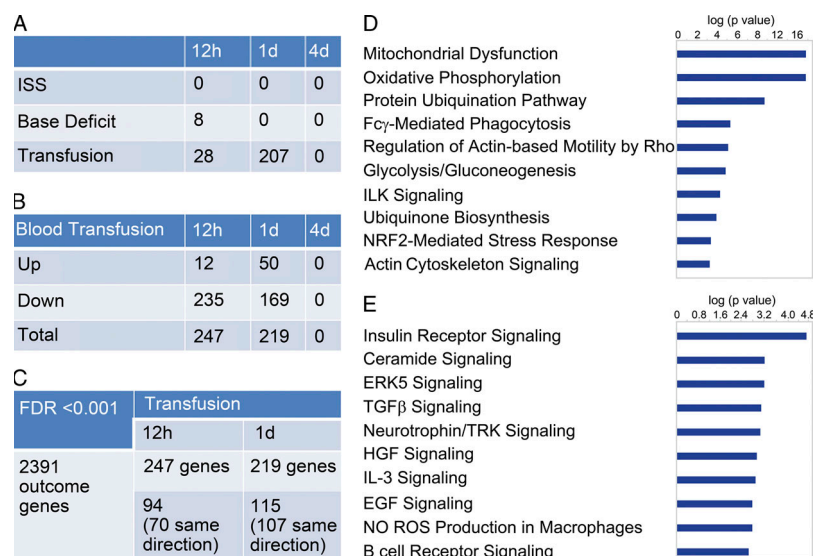 A
12h 1d 4d
ISS 0 0 0
Base Deficit 8 0 0
Transfusion 28 207 0
B
Blood Transfusion 12h 1d 4d
Up 12 50 0
Down 235 169 0
Total 247 219 0
C
FDR <0.001 Transfusion
12h 1d
2391 outcome genes 247 genes 219 genes
94 (70 same direction) 115 (107 same direction)
D
log (p value)
0 2 4 6 8 10 12 16
Mitochondrial Dysfunction
Oxidative Phosphorylation
Protein Ubiquination Pathway
Fcγ-Mediated Phagocytosis
Regulation of Actin-based Motility by Rho
Glycolysis/Gluconeogenesis
ILK Signaling
Ubiquinone Biosynthesis
NRF2-Mediated Stress Response
Actin Cytoskeleton Signaling
E
log (p value)
0 0.8 1.6 2.4 3.2 4.0 4.8
Insulin Receptor Signaling
Ceramide Signaling
ERK5 Signaling
TGFβ Signaling
Neurotrophin/TRK Signaling
HGF Signaling
IL-3 Signaling
EGF Signaling
NO ROS Production in Macrophages
B cell Receptor Signaling